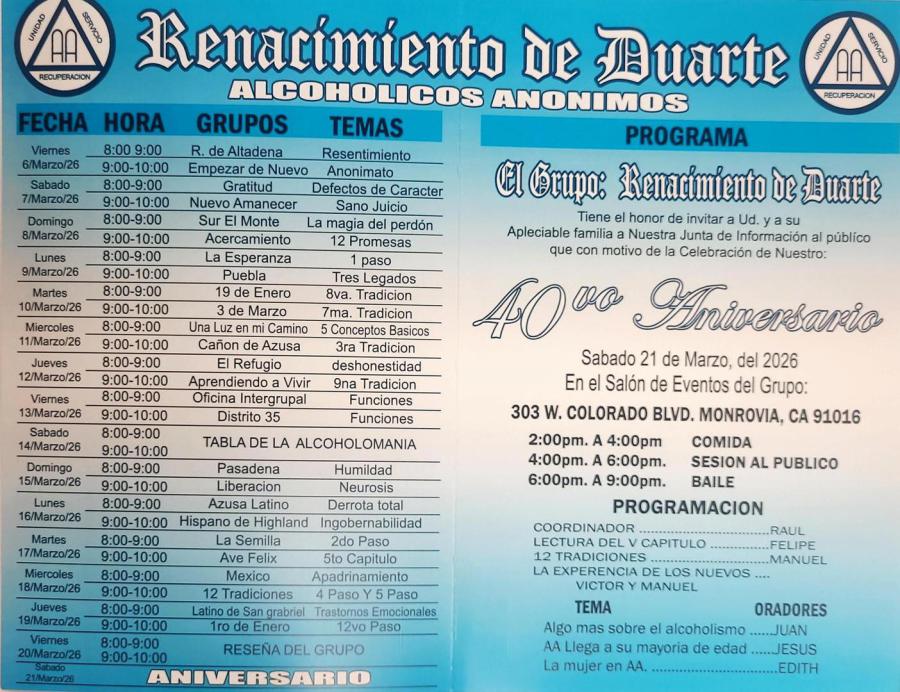 UNIDAD SERVICIO
AA
RECUPERACION
Renacimiento de Duarte
ALCOHOLICOS ANONIMOS
UNIDAD SERVICIO
AA
RECUPERACION
FECHA HORA GRUPOS TEMAS
Viernes 6/Marzo/26
8:00 9:00 R. de Altadena Resentimiento
9:00-10:00 Empezar de Nuevo Anonimato
Sabado 7/Marzo/26
8:00-9:00 Gratitud Defectos de Caracter
9:00-10:00 Nuevo Amanecer Sano Juicio
Domingo 8/Marzo/26
8:00-9:00 Sur El Monte La magia del perdón
9:00-10:00 Acercamiento 12 Promesas
Lunes 9/Marzo/26
8:00-9:00 La Esperanza 1 paso
9:00-10:00 Puebla Tres Legados
Martes 10/Marzo/26
8:00-9:00 19 de Enero 8va. Tradicion
9:00-10:00 3 de Marzo 7ma. Tradicion
Miercoles 11/Marzo/26
8:00-9:00 Una Luz en mi Camino 5 Conceptos Basicos
9:00-10:00 Cañon de Azusa 3ra Tradicion
Jueves 12/Marzo/26
8:00-9:00 El Refugio deshonestidad
9:00-10:00 Aprendiendo a Vivir 9na Tradicion
Viernes 13/Marzo/26
8:00-9:00 Oficina Intergrupal Funciones
9:00-10:00 Distrito 35 Funciones
Sabado 14/Marzo/26
8:00-9:00
9:00-10:00
TABLA DE LA ALCOHOLOMANIA
Domingo 15/Marzo/26
8:00-9:00 Pasadena Humildad
9:00-10:00 Liberacion Neurosis
Lunes 16/Marzo/26
8:00-9:00 Azusa Latino Derrota total
9:00-10:00 Hispano de Highland Ingobernabilidad
Martes 17/Marzo/26
8:00-9:00 La Semilla 2do Paso
9:00-10:00 Ave Felix 5to Capitulo
Miercoles 18/Marzo/26
8:00-9:00 Mexico Apadrinamiento
9:00-10:00 12 Tradiciones 4 Paso Y 5 Paso
Jueves 19/Marzo/26
8:00-9:00 Latino de San grabriel Trastornos Emocionales
9:00-10:00 1ro de Enero 12vo Paso
Viernes 20/Marzo/26
8:00-9:00
9:00-10:00
RESEÑA DEL GRUPO
Sabado 21/Marzo/26
ANIVERSARIO
PROGRAMA
El Grupo: Renacimiento de Duarte
Tiene el honor de invitar a Ud. y a su
Apleciable familia a Nuestra Junta de Información al público
que con motivo de la Celebración de Nuestro:
40vo Aniversario
Sabado 21 de Marzo, del 2026
En el Salón de Eventos del Grupo:
303 W. COLORADO BLVD. MONROVIA, CA 91016
2:00pm. A 4:00pm COMIDA
4:00pm. A 6:00pm. SESION AL PUBLICO
6:00pm. A 9:00pm. BAILE
PROGRAMACION
COORDINADOR ..............................RAUL
LECTURA DEL V CAPITULO ..............FELIPE
12 TRADICIONES ...........................MANUEL
LA EXPERENCIA DE LOS NUEVOS ....
VICTOR Y MANUEL
TEMA ORADORES
Algo mas sobre el alcoholismo .....JUAN
AA Llega a su mayoria de edad .....JESUS
La mujer en AA. ..........................EDITH